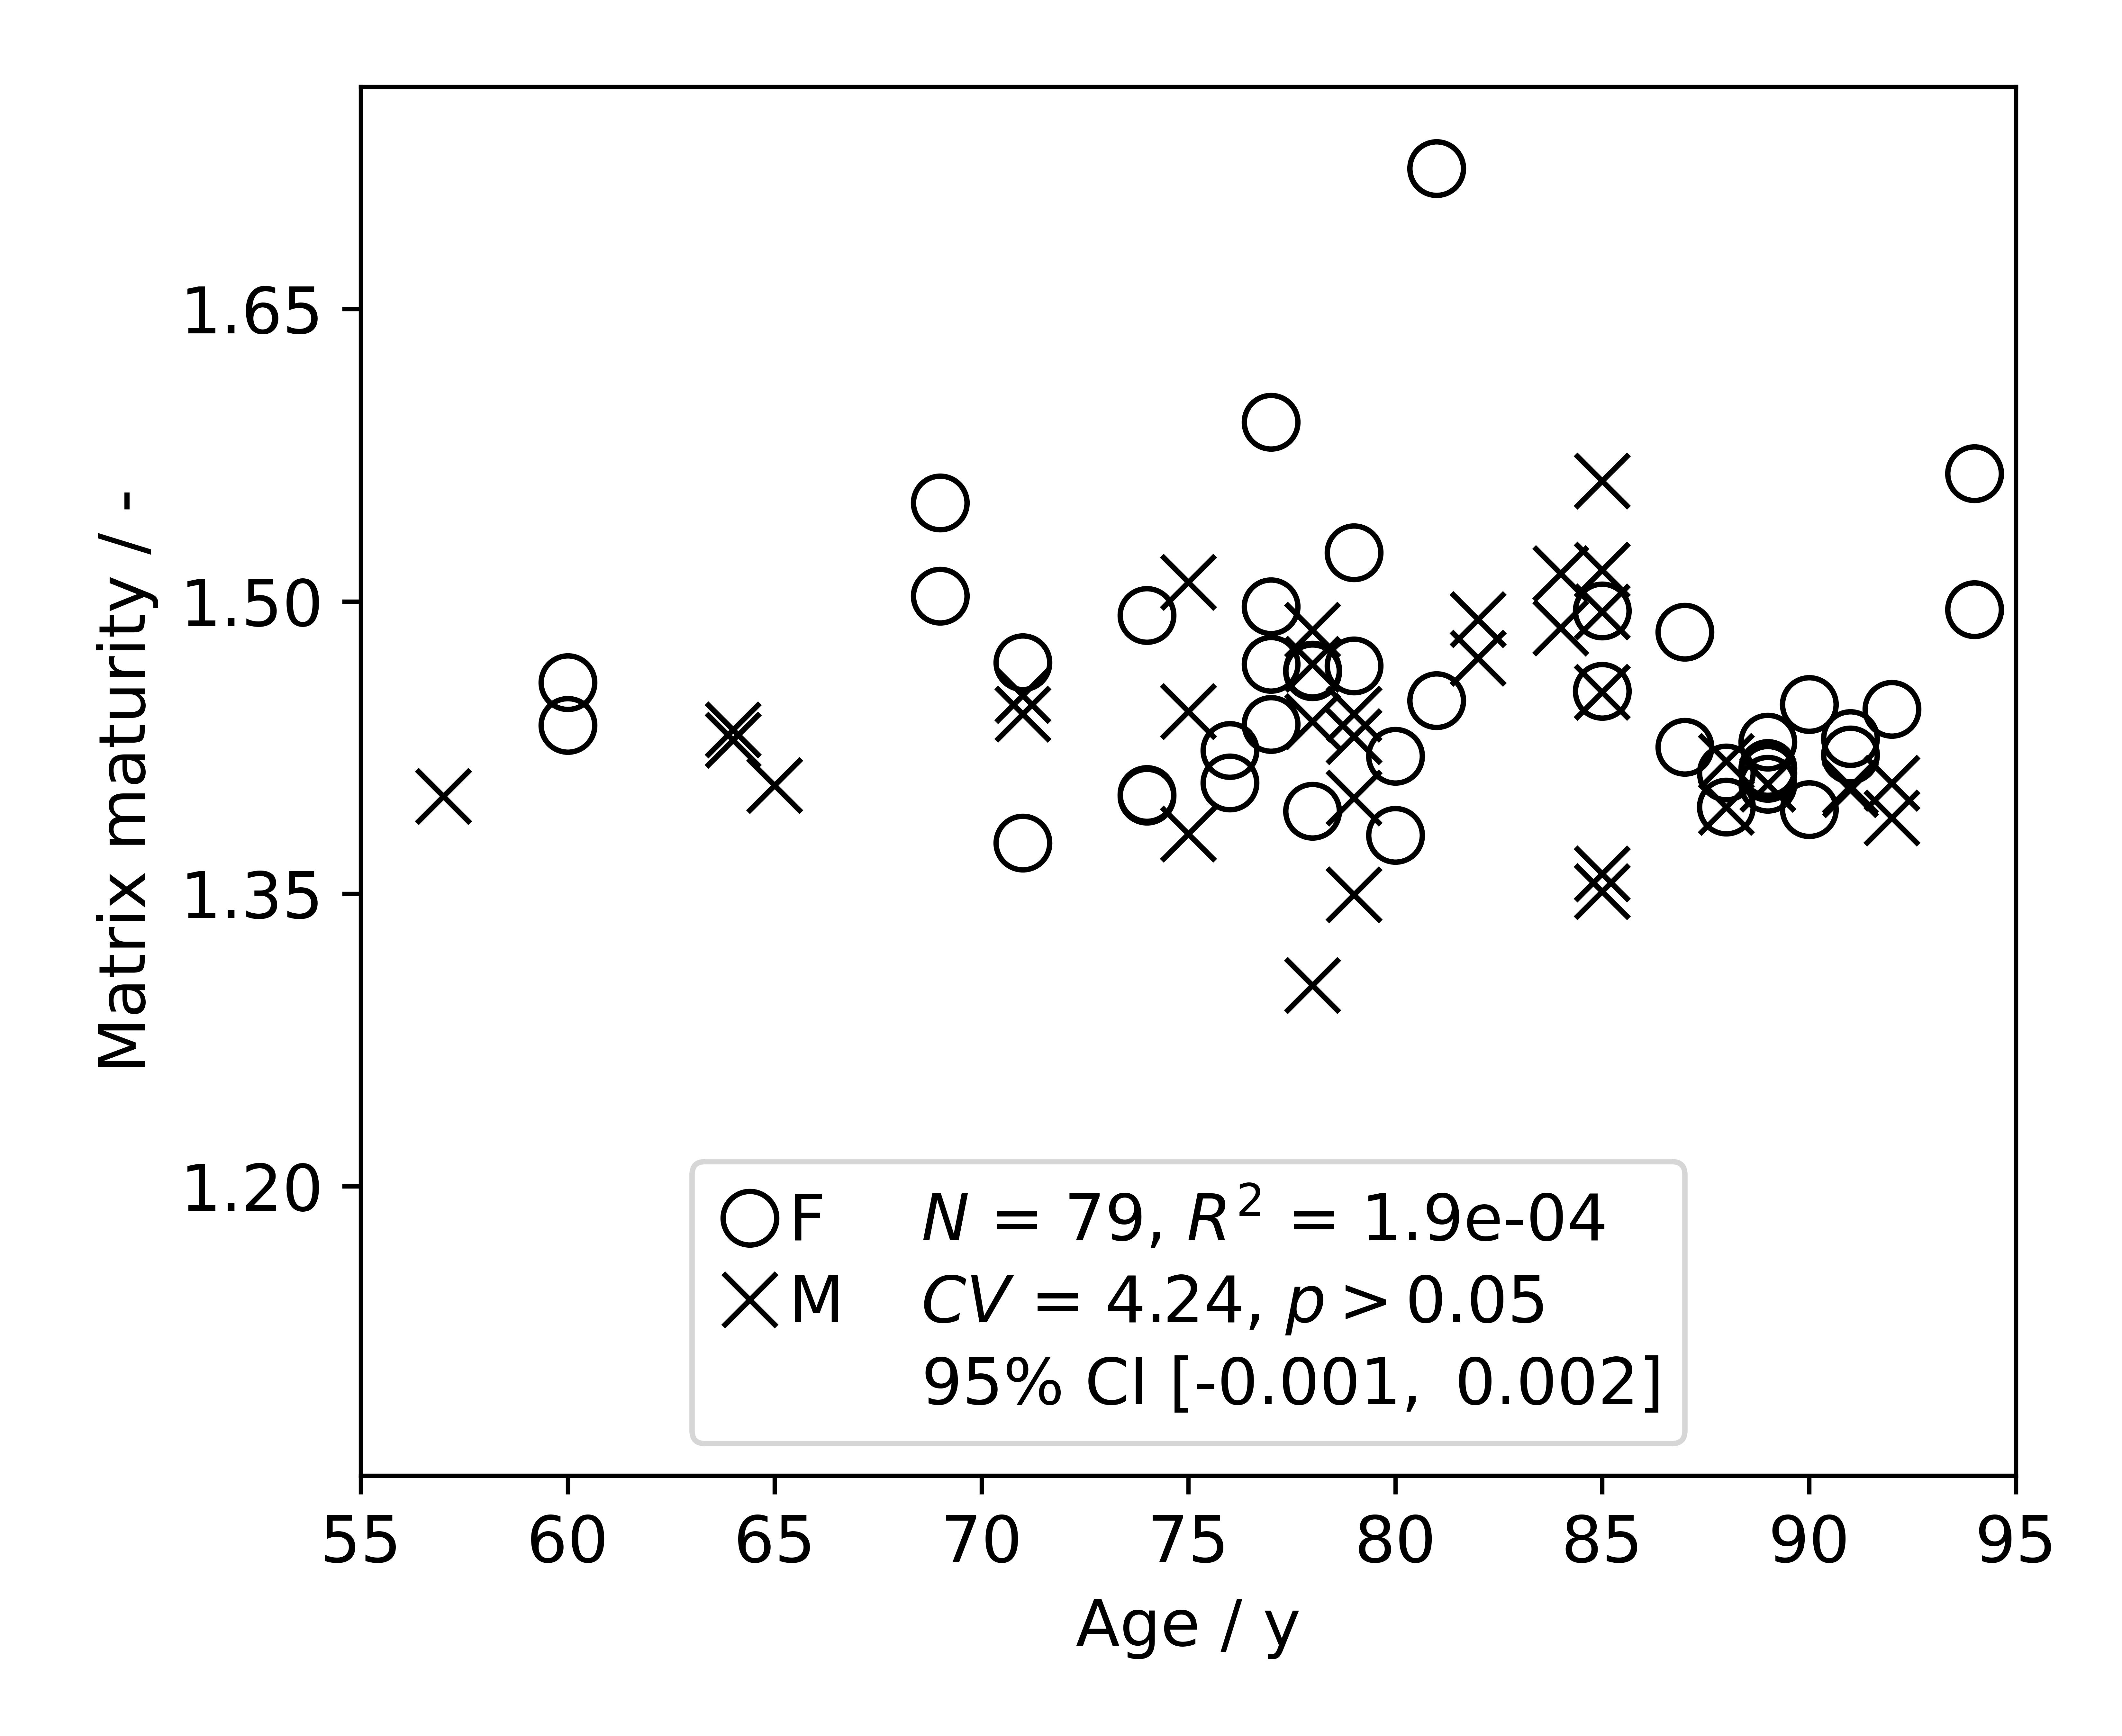 Matrix maturity / -
1.65
1.50
1.35
1.20
F N = 79, R² = 1.9e-04
M CV = 4.24, p > 0.05
95% CI [-0.001, 0.002]
55 60 65 70 75 80 85 90 95
Age / y